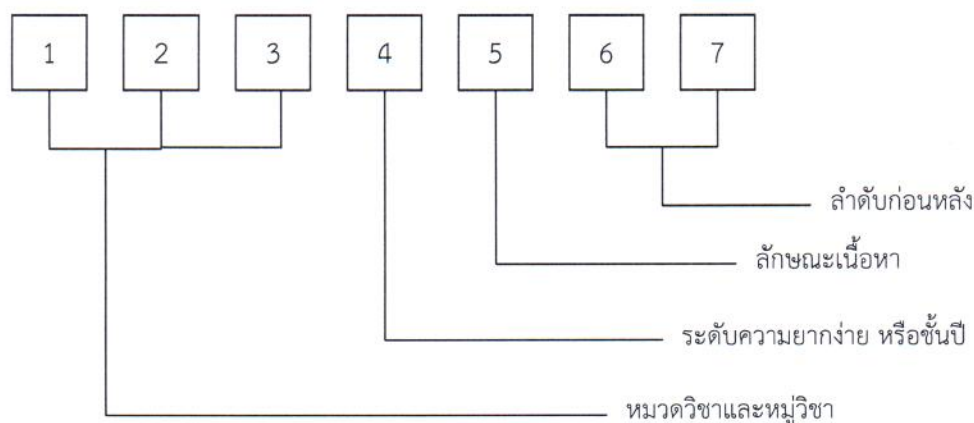 1 2 3 4 5 6 7
ลำดับก่อนหลัง
ลักษณะเนื้อหา
ระดับความยากง่าย หรือชั้นปี
หมวดวิชาและหมู่วิชา